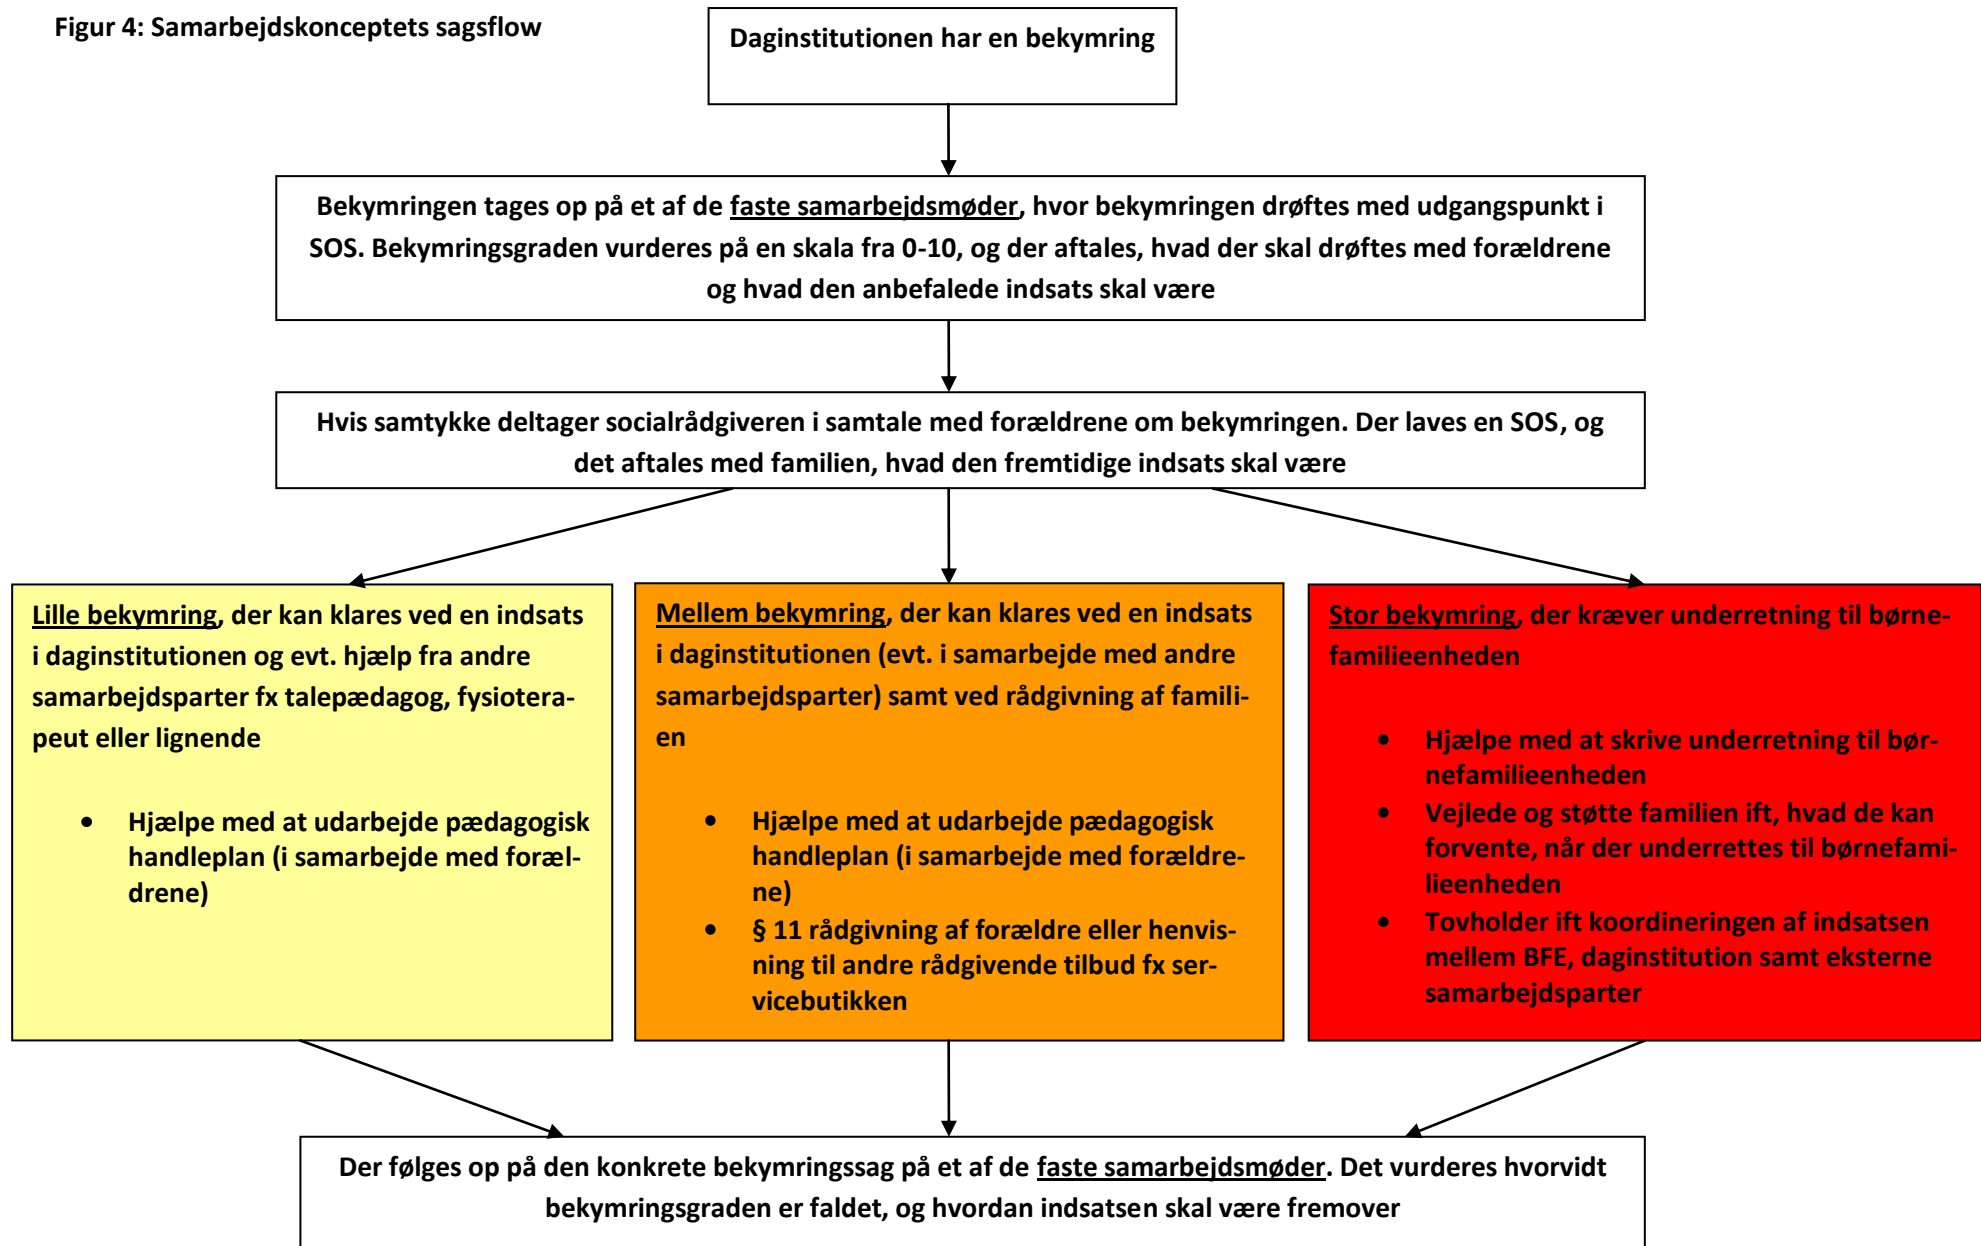 Figur 4: Samarbejdskonceptets sagsflow
Daginstitutionen har en bekymring
Bekymringen tages op på et af de faste samarbejdsmøder, hvor bekymringen drøftes med udgangspunkt i
SOS. Bekymringsgraden vurderes på en skala fra 0-10, og der aftales, hvad der skal drøftes med forældrene
og hvad den anbefalede indsats skal være
Hvis samtykke deltager socialrådgiveren i samtale med forældrene om bekymringen. Der laves en SOS, og
det aftales med familien, hvad den fremtidige indsats skal være
Lille bekymring, der kan klares ved en indsats
i daginstitutionen og evt. hjælp fra andre
samarbejdsparter fx talepædagog, fysiotera-
peut eller lignende
• Hjælpe med at udarbejde pædagogisk
handleplan (i samarbejde med foræl-
drene)
Mellem bekymring, der kan klares ved en indsats
i daginstitutionen (evt. i samarbejde med andre
samarbejdsparter) samt ved rådgivning af famili-
en
• Hjælpe med at udarbejde pædagogisk
handleplan (i samarbejde med forældre-
ne)
• § 11 rådgivning af forældre eller henvis-
ning til andre rådgivende tilbud fx ser-
vicebutikken
Stor bekymring, der kræver underretning til børne-
familieenheden
• Hjælpe med at skrive underretning til bør-
nefamilieenheden
• Vejlede og støtte familien ift, hvad de kan
forvente, når der underrettes til børnefami-
lieenheden
• Tovholder ift koordineringen af indsatsen
mellem BFE, daginstitution samt eksterne
samarbejdsparter
Der følges op på den konkrete bekymringssag på et af de faste samarbejdsmøder. Det vurderes hvorvidt
bekymringsgraden er faldet, og hvordan indsatsen skal være fremover